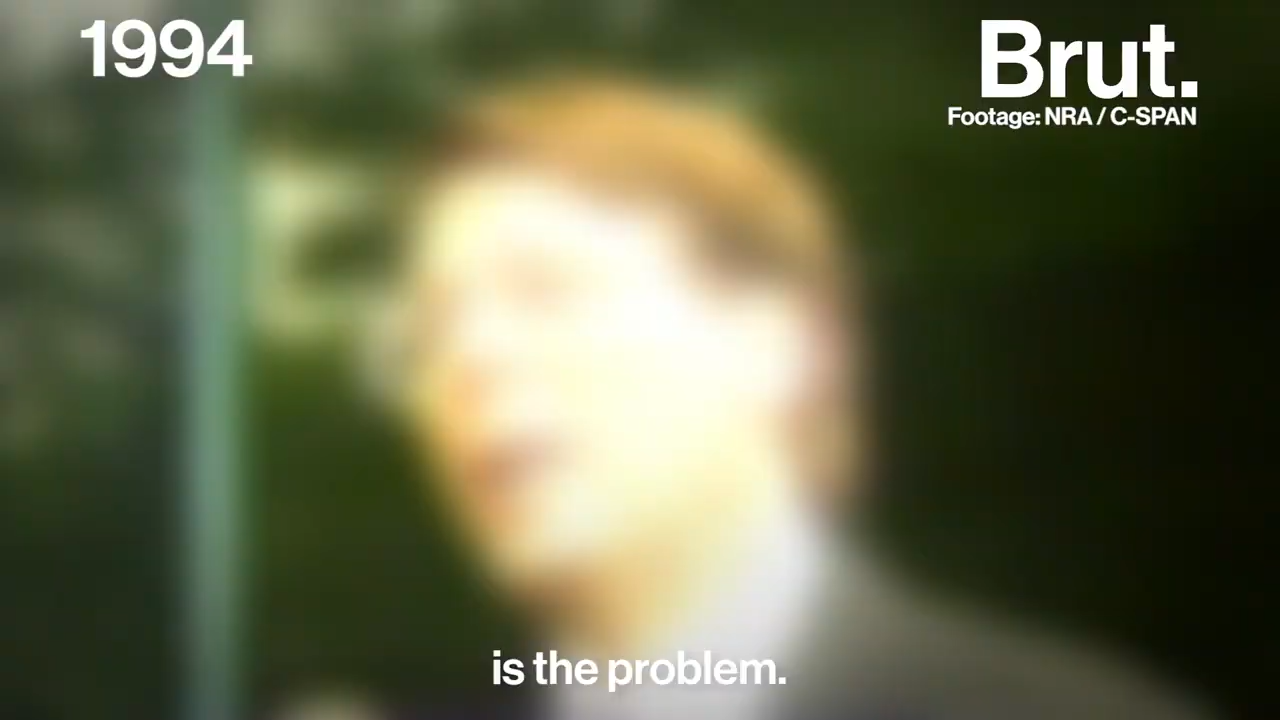 1994
Brut.
Footage: NRA / C-SPAN
is the problem.